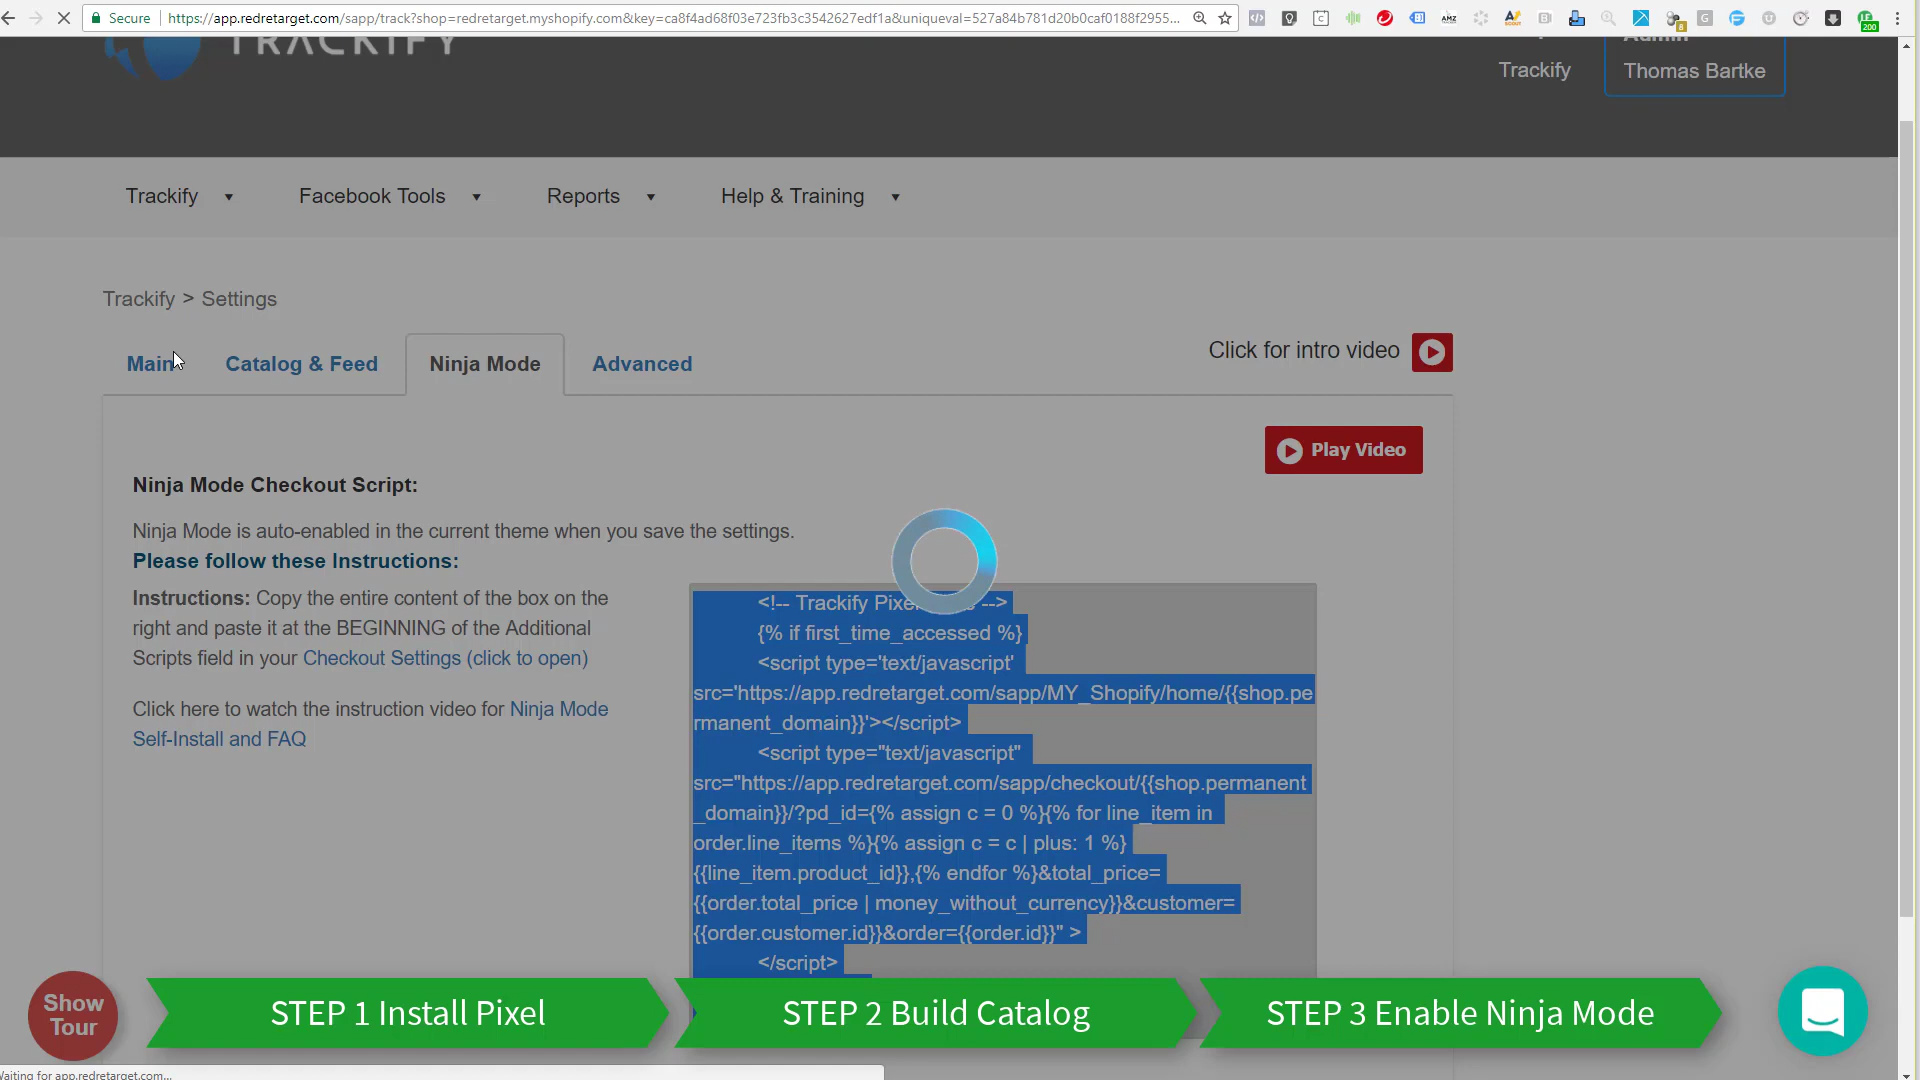 Secure
https://app.redretarget.com/sapp/track?shop=redretarget.myshopify.com&key=ca8f4ad68f03e723fb3c3542627edf1a&uniqueval=527a84b781d20b0caf0188f2955...
TRACKIFY
Admin
Trackify
Thomas Bartke
Trackify
Facebook Tools
Reports
Help & Training
Trackify > Settings
Main
Catalog & Feed
Ninja Mode
Advanced
Click for intro video
Play Video
Ninja Mode Checkout Script:
Ninja Mode is auto-enabled in the current theme when you save the settings.
Please follow these Instructions:
Instructions: Copy the entire content of the box on the
right and paste it at the BEGINNING of the Additional
Scripts field in your Checkout Settings (click to open)
Click here to watch the instruction video for Ninja Mode
Self-Install and FAQ
<!-- Trackify Pixel -->
{% if first_time_accessed %}
<script type='text/javascript'
src='https://app.redretarget.com/sapp/MY_Shopify/home/{{shop.pe
rmanent_domain}}'></script>
<script type="text/javascript"
src="https://app.redretarget.com/sapp/checkout/{{shop.permanent
_domain}}/?pd_id={% assign c = 0 %}{% for line_item in
order.line_items %}{% assign c = c | plus: 1 %}
{{line_item.product_id}},{% endfor %}&total_price=
{{order.total_price | money_without_currency}}&customer=
{{order.customer.id}}&order={{order.id}}" >
</script>
Show
Tour
STEP 1 Install Pixel
STEP 2 Build Catalog
STEP 3 Enable Ninja Mode
Waiting for app.redretarget.com...